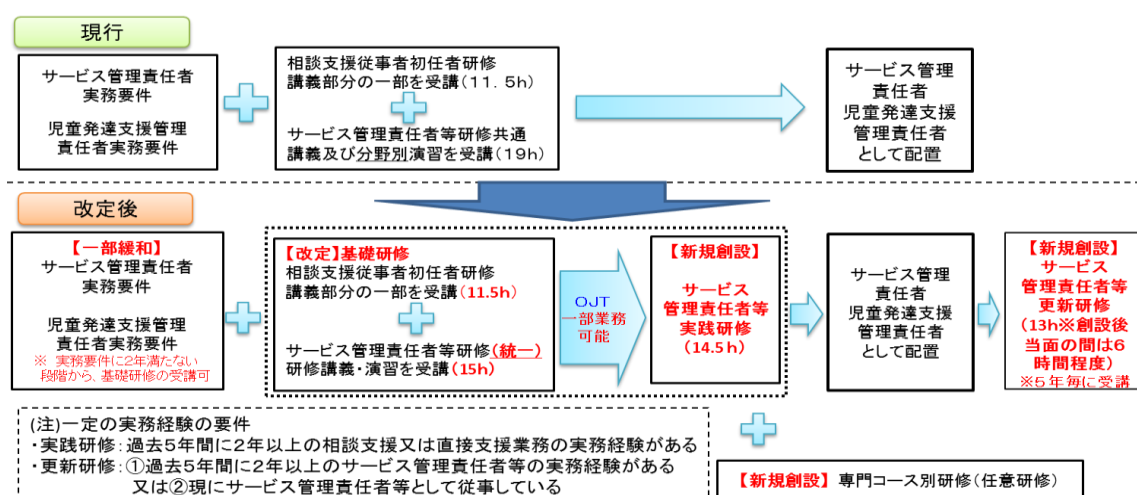 現行
サービス管理責任者
実務要件
児童発達支援管理
責任者実務要件
相談支援従事者初任者研修
講義部分の一部を受講(11.5h)
サービス管理責任者等研修共通
講義及び分野別演習を受講(19h)
サービス管理
責任者
児童発達支援
管理責任者
として配置
改定後
【一部緩和】
サービス管理責任者
実務要件
児童発達支援管理
責任者実務要件
※ 実務要件に2年満たない
段階から、基礎研修の受講可
【改定】基礎研修
相談支援従事者初任者研修
講義部分の一部を受講(11.5h)
サービス管理責任者等研修(統一)
研修講義・演習を受講(15h)
OJT
一部業務
可能
【新規創設】
サービス
管理責任者等
実践研修
(14.5h)
サービス管理
責任者
児童発達支援
管理責任者
として配置
【新規創設】
サービス
管理責任者等
更新研修
(13h※創設後
当面の間は6
時間程度)
※5年毎に受講
(注)一定の実務経験の要件
・実践研修:過去5年間に2年以上の相談支援又は直接支援業務の実務経験がある
・更新研修:①過去5年間に2年以上のサービス管理責任者等の実務経験がある
又は②現にサービス管理責任者等として従事している
【新規創設】専門コース別研修(任意研修)